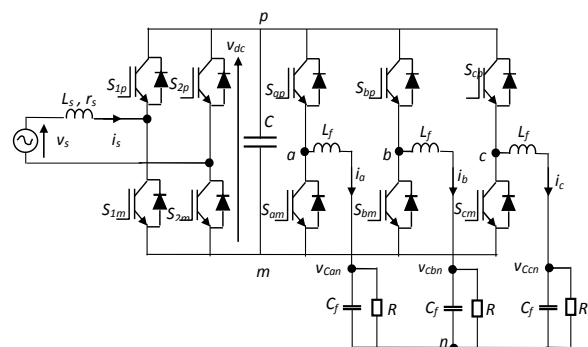 p
v_dc
S_1p
S_2p
S_ap
S_bp
S_cp
L_s , r_s
C
L_f
L_f
L_f
v_s
i_s
a
b
c
i_a
i_b
i_c
S_1m
S_2m
S_am
S_bm
S_cm
m
v_Can
v_Cbn
v_Ccn
C_f
R
C_f
R
C_f
R
n